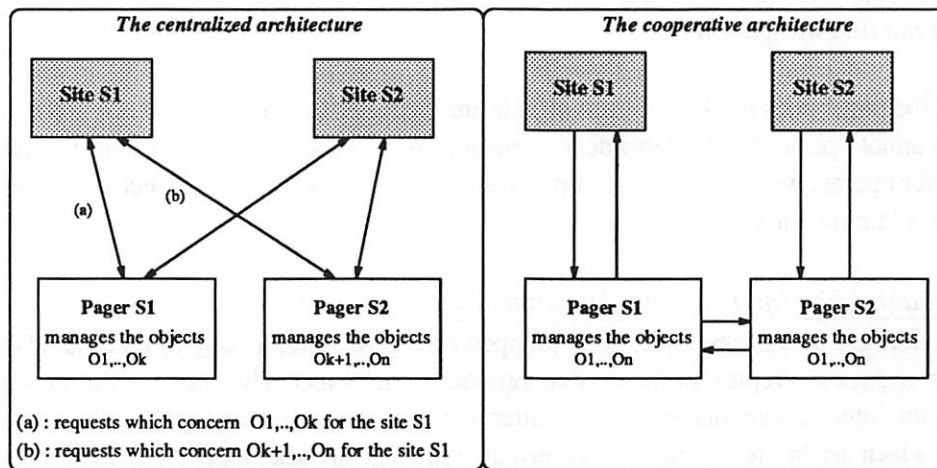 The centralized architecture
Site S1
Site S2
(a)
(b)
Pager S1
manages the objects
O1,..,Ok
Pager S2
manages the objects
Ok+1,..,On
(a) : requests which concern O1,..,Ok for the site S1
(b) : requests which concern Ok+1,..,On for the site S1
The cooperative architecture
Site S1
Site S2
Pager S1
manages the objects
O1,..,On
Pager S2
manages the objects
O1,..,On